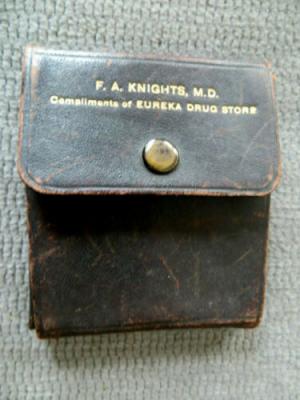 F. A. KNIGHTS, M.D.
Compliments of EUREKA DRUG STORE